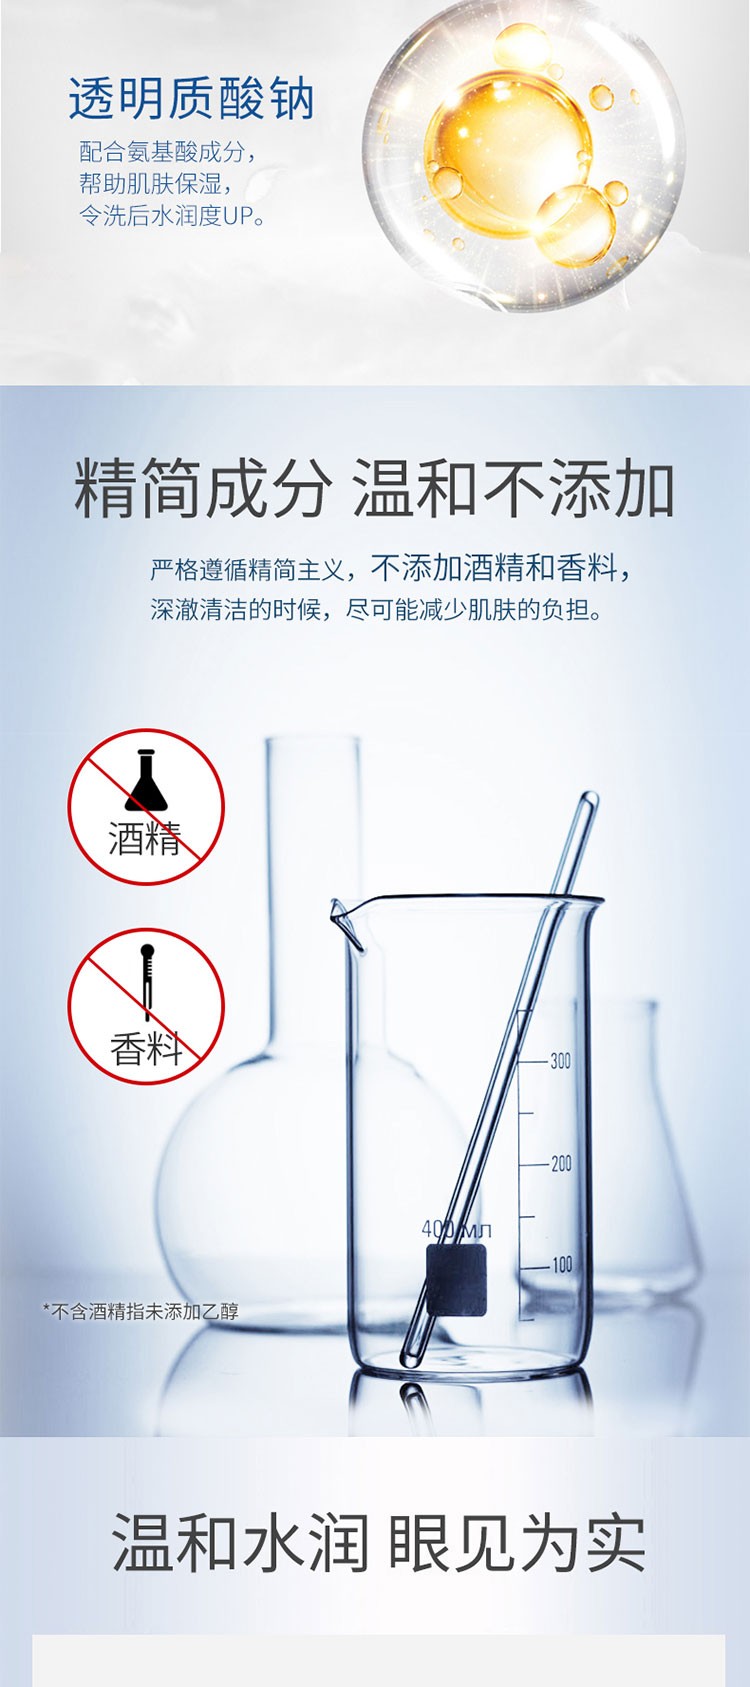 透明质酸钠
配合氨基酸成分，
帮助肌肤保湿，
令洗后水润度UP。
精简成分 温和不添加
严格遵循精简主义，不添加酒精和香料，
深澈清洁的时候，尽可能减少肌肤的负担。
酒精
香料
300
200
400 мл
100
*不含酒精指未添加乙醇
温和水润 眼见为实